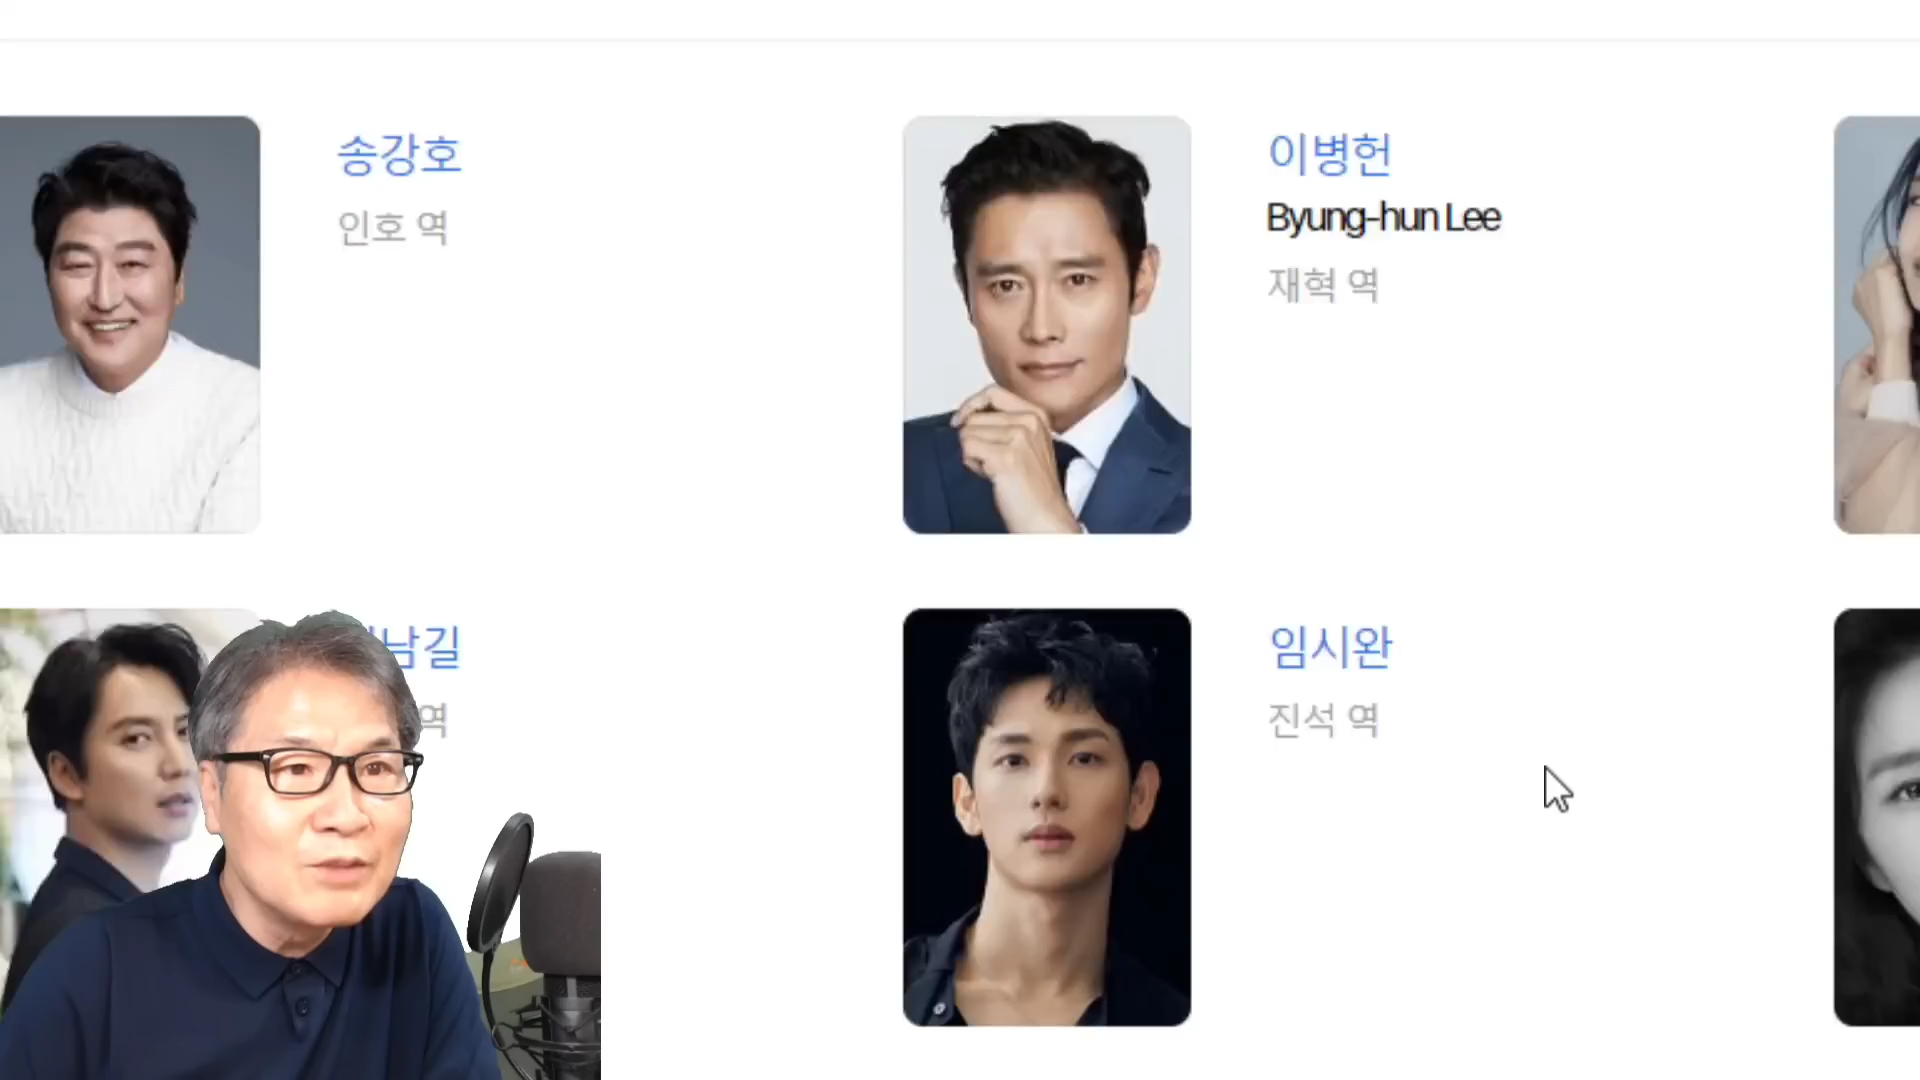 송강호
인호 역
이병헌
Byung-hun Lee
재혁 역
남길
역
임시완
진석 역